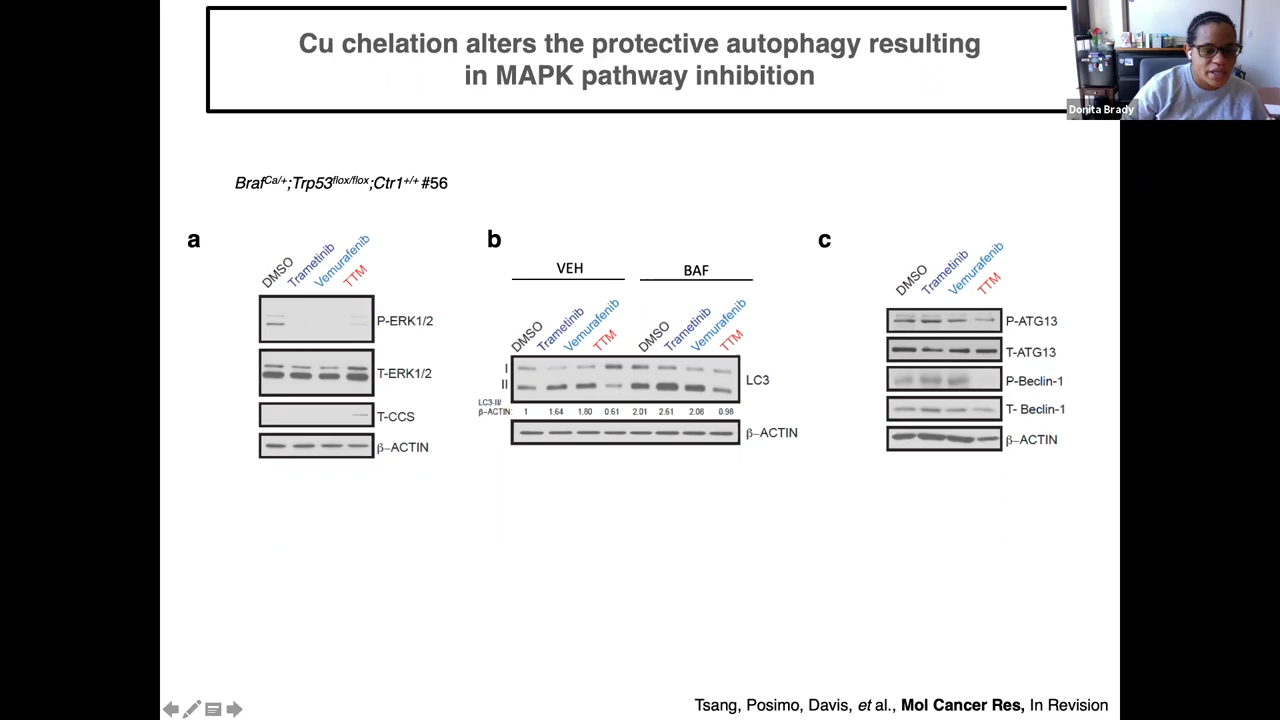 Cu chelation alters the protective autophagy resulting
in MAPK pathway inhibition
Donita Brady
Braf^Ca/+;Trp53^flox/flox;Ctr1^+/+ #56
a
DMSO
Trametinib
Vemurafenib
TTM
P-ERK1/2
T-ERK1/2
T-CCS
β-ACTIN
b
VEH
BAF
DMSO
Trametinib
Vemurafenib
TTM
DMSO
Trametinib
Vemurafenib
TTM
I
II
LC3
LC3-II/
β-ACTIN: 1 1.64 1.80 0.61 2.01 2.61 2.08 0.98
β-ACTIN
c
DMSO
Trametinib
Vemurafenib
TTM
P-ATG13
T-ATG13
P-Beclin-1
T- Beclin-1
β-ACTIN
Tsang, Posimo, Davis, et al., Mol Cancer Res, In Revision